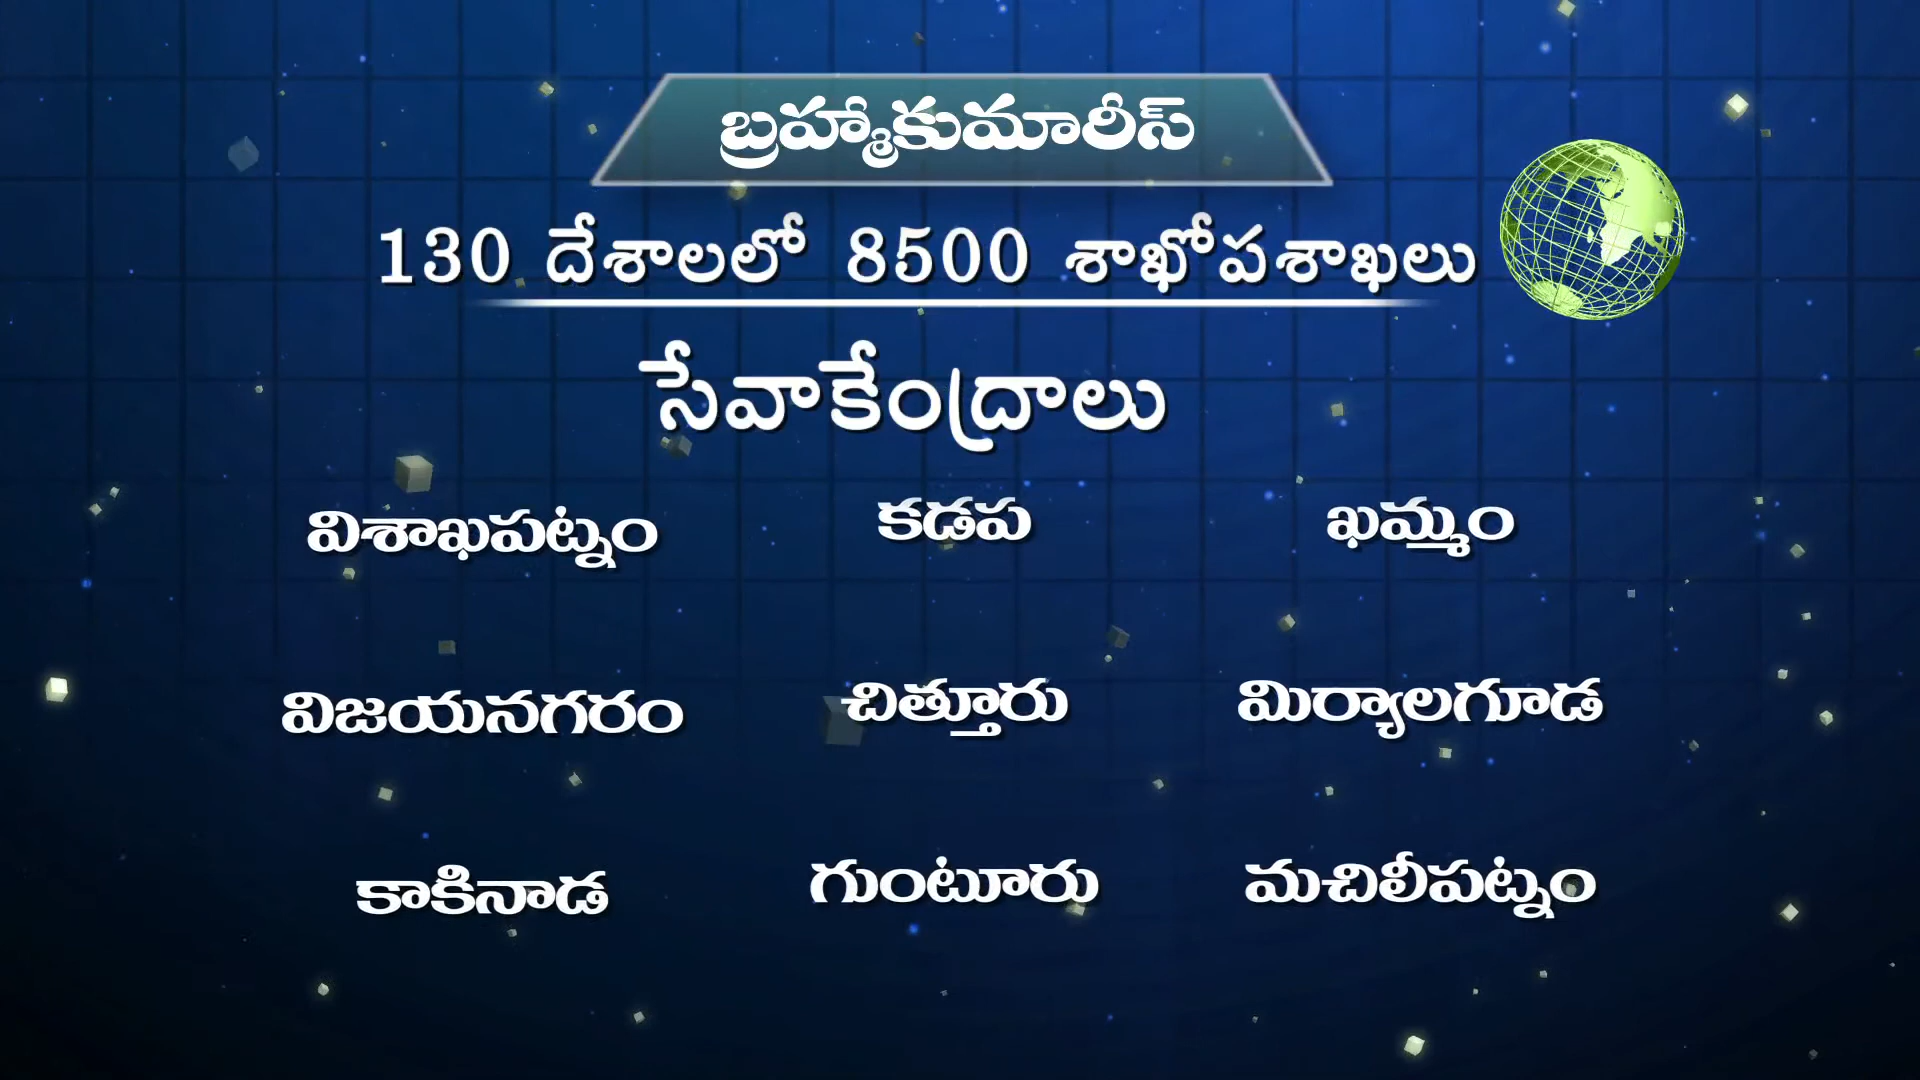 బ్రహ్మాకుమారీస్
130 దేశాలలో 8500 శాఖోపశాఖలు
సేవాకేంద్రాలు
విశాఖపట్నం కడప ఖమ్మం
విజయనగరం చిత్తూరు మిర్యాలగూడ
కాకినాడ గుంటూరు మచిలీపట్నం